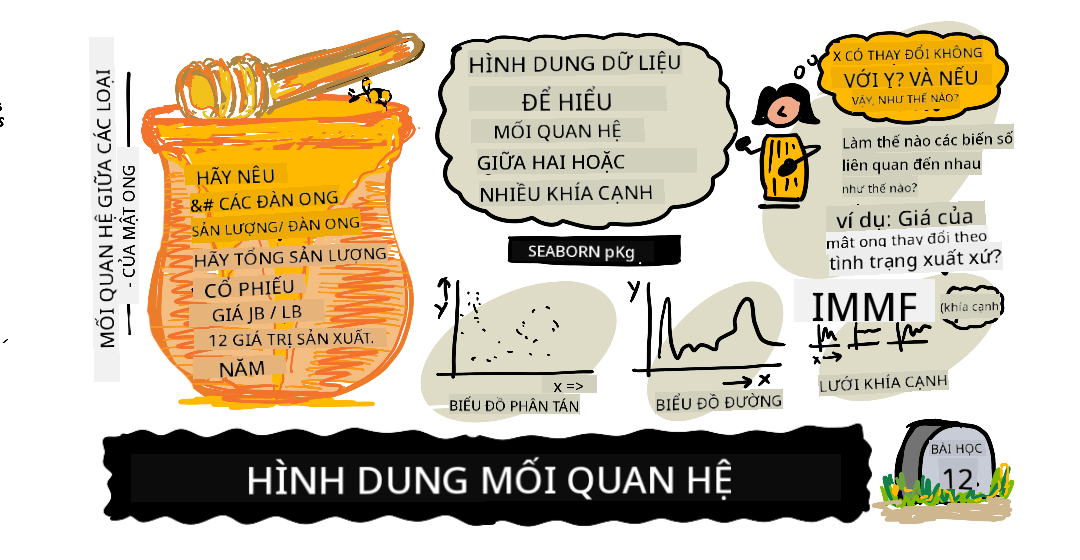 MỐI QUAN HỆ GIỮA CÁC LOẠI
- CỦA MẬT ONG
HÃY NÊU
&# CÁC ĐÀN ONG
SẢN LƯỢNG/ ĐÀN ONG
HÃY TỔNG SẢN LƯỢNG
CỔ PHIẾU
GIÁ JB / LB
12 GIÁ TRỊ SẢN XUẤT.
NĂM
HÌNH DUNG DỮ LIỆU
ĐỂ HIỂU
MỐI QUAN HỆ
GIỮA HAI HOẶC
NHIỀU KHÍA CẠNH
SEABORN pKg
y
x =>
BIỂU ĐỒ PHÂN TÁN
y
x
BIỂU ĐỒ ĐƯỜNG
X CÓ THAY ĐỔI KHÔNG
VỚI Y? VÀ NẾU
VẬY, NHƯ THẾ NÀO?
Làm thế nào các biến số
liên quan đến nhau
như thế nào?
ví dụ: Giá của
mật ong thay đổi theo
tình trạng xuất xứ?
IMMF
(khía cạnh)
x
LƯỚI KHÍA CẠNH
HÌNH DUNG MỐI QUAN HỆ
BÀI HỌC
12